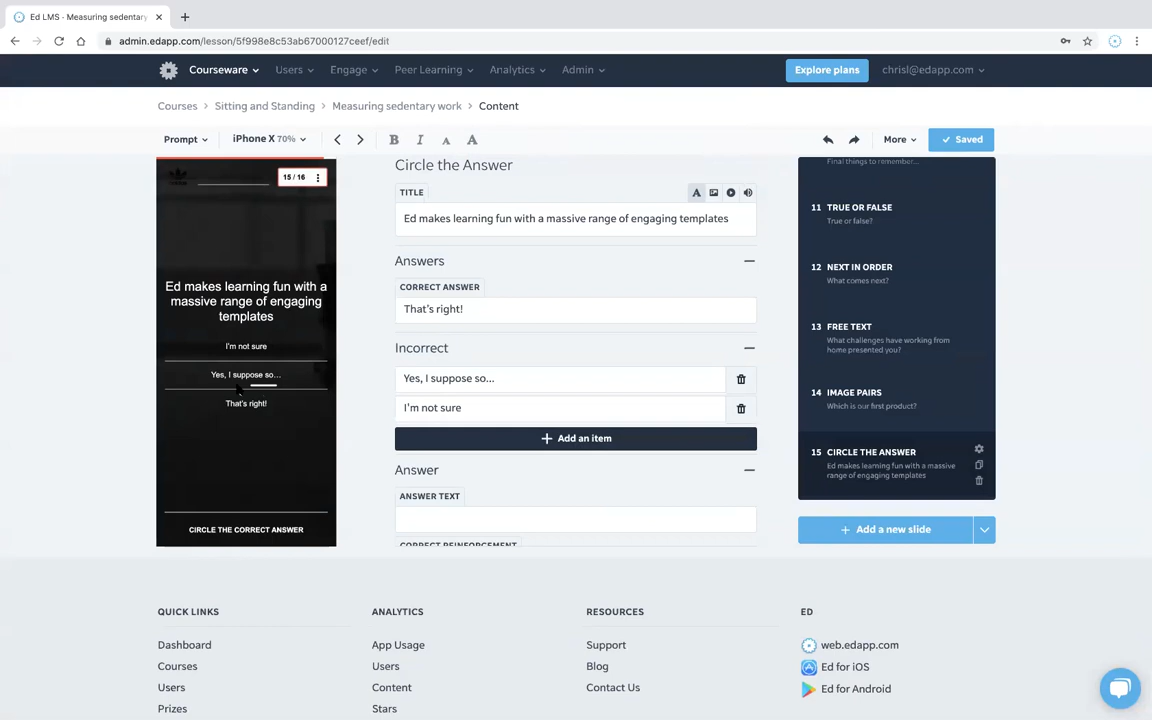 Ed LMS - Measuring sedentary
admin.edapp.com/lesson/5f998e8c53ab67000127ceef/edit
Courseware
Users
Engage
Peer Learning
Analytics
Admin
Explore plans
chrisl@edapp.com
Courses > Sitting and Standing > Measuring sedentary work > Content
Prompt
iPhone X 70%
B
I
A
A
More
Saved
15 / 16
Ed makes learning fun with a
massive range of engaging
templates
I'm not sure
Yes, I suppose so...
That's right!
CIRCLE THE CORRECT ANSWER
Circle the Answer
TITLE
A
Ed makes learning fun with a massive range of engaging templates
Answers
CORRECT ANSWER
That's right!
Incorrect
Yes, I suppose so...
I'm not sure
Add an item
Answer
ANSWER TEXT
CORRECT REINFORCEMENT
Final things to remember...
11 TRUE OR FALSE
True or false?
12 NEXT IN ORDER
What comes next?
13 FREE TEXT
What challenges have working from
home presented you?
14 IMAGE PAIRS
Which is our first product?
15 CIRCLE THE ANSWER
Ed makes learning fun with a massive
range of engaging templates
Add a new slide
QUICK LINKS
Dashboard
Courses
Users
Prizes
ANALYTICS
App Usage
Users
Content
Stars
RESOURCES
Support
Blog
Contact Us
ED
web.edapp.com
Ed for iOS
Ed for Android